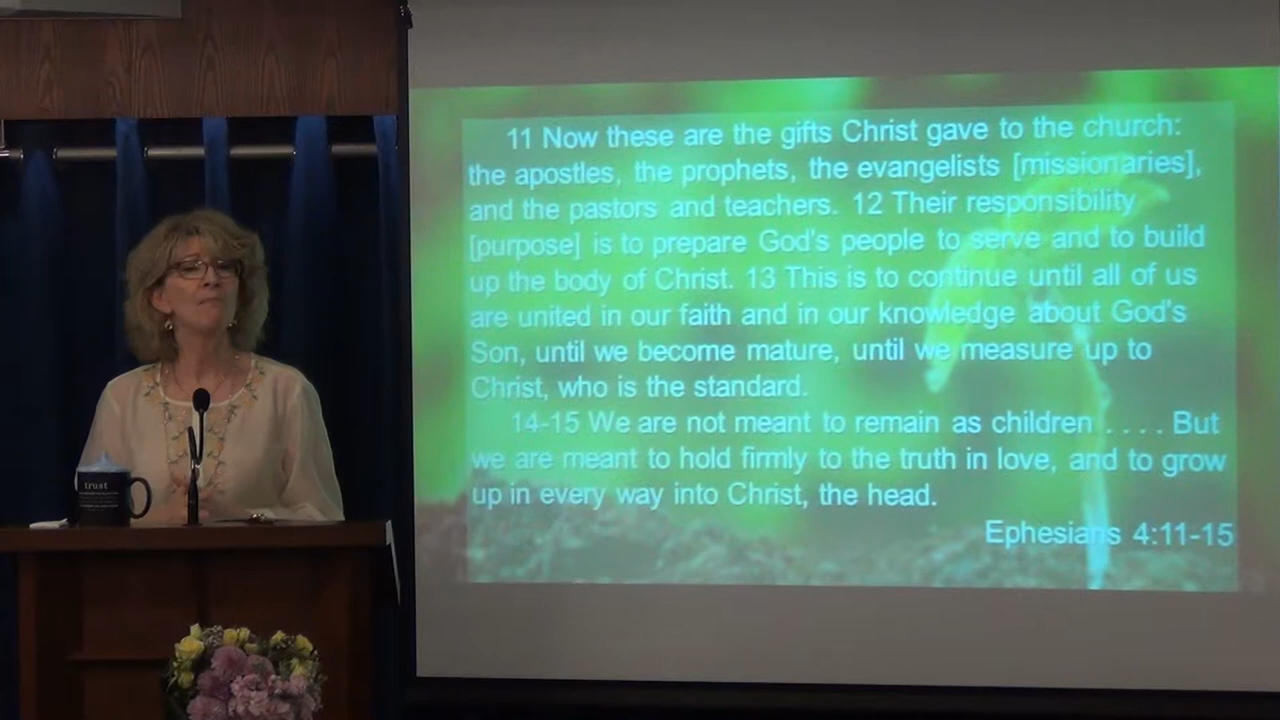 11 Now these are the gifts Christ gave to the church:
the apostles, the prophets, the evangelists [missionaries],
and the pastors and teachers. 12 Their responsibility
[purpose] is to prepare God's people to serve and to build
up the body of Christ. 13 This is to continue until all of us
are united in our faith and in our knowledge about God's
Son, until we become mature, until we measure up to
Christ, who is the standard.
14-15 We are not meant to remain as children . . . . But
we are meant to hold firmly to the truth in love, and to grow
up in every way into Christ, the head.
Ephesians 4:11-15
trust